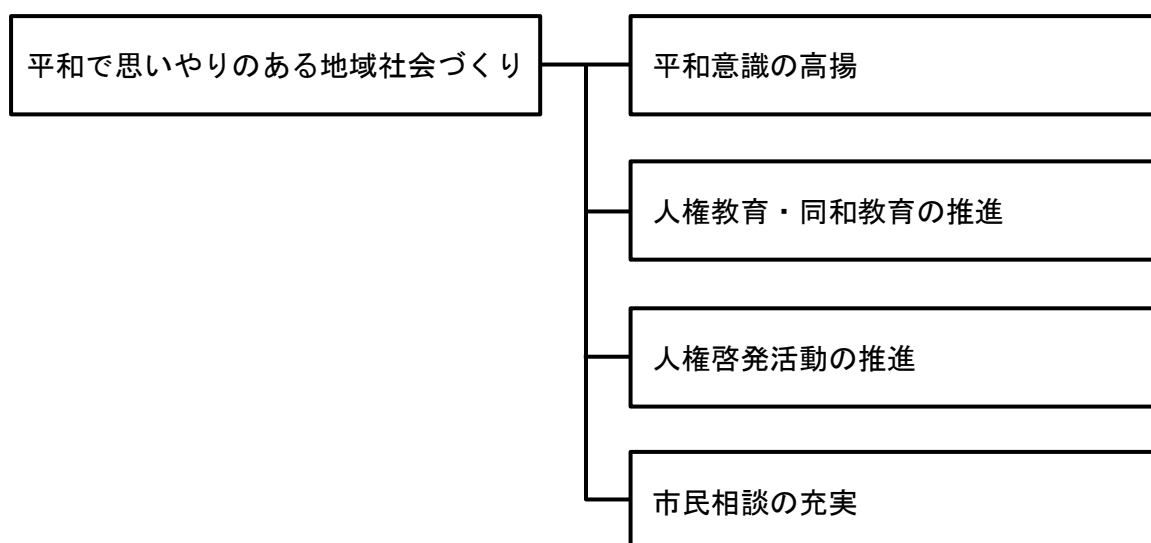 平和で思いやりのある地域社会づくり
平和意識の高揚
人権教育・同和教育の推進
人権啓発活動の推進
市民相談の充実